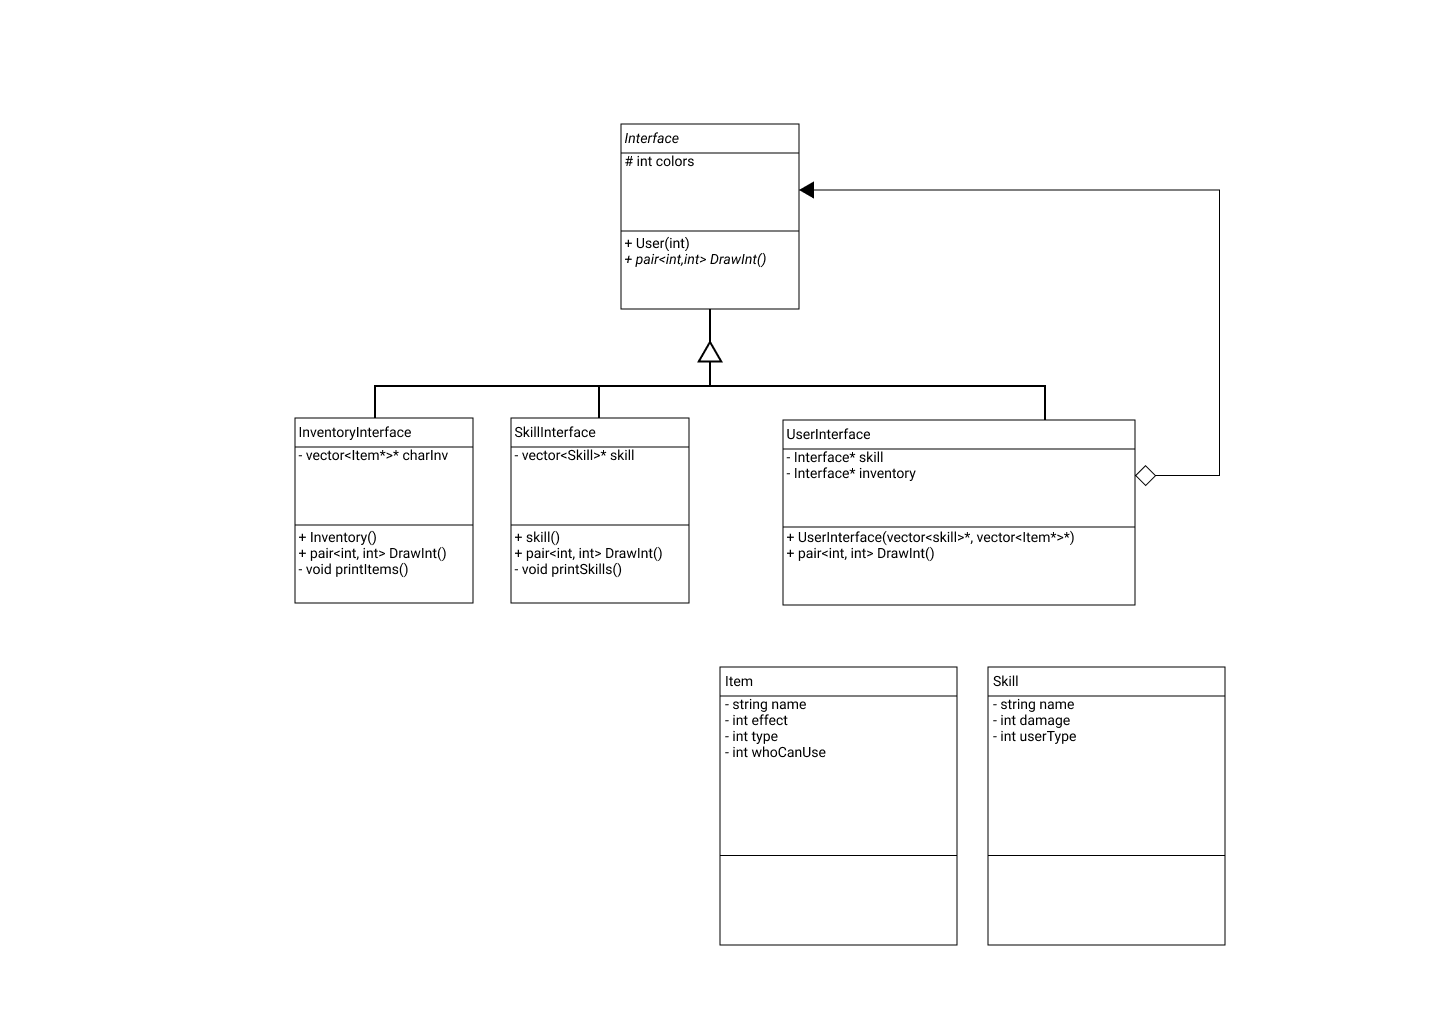 Interface
# int colors
+ User(int)
+ pair<int,int> DrawInt()
InventoryInterface
- vector<Item*>* charInv
+ Inventory()
+ pair<int, int> DrawInt()
- void printItems()
SkillInterface
- vector<Skill>* skill
+ skill()
+ pair<int, int> DrawInt()
- void printSkills()
UserInterface
- Interface* skill
- Interface* inventory
+ UserInterface(vector<skill>*, vector<Item*>*)
+ pair<int, int> DrawInt()
Item
- string name
- int effect
- int type
- int whoCanUse
Skill
- string name
- int damage
- int userType